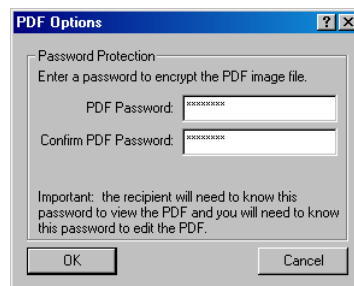 PDF Options
Password Protection
Enter a password to encrypt the PDF image file.
PDF Password: ********
Confirm PDF Password: ********
Important: the recipient will need to know this
password to view the PDF and you will need to know
this password to edit the PDF.
OK Cancel